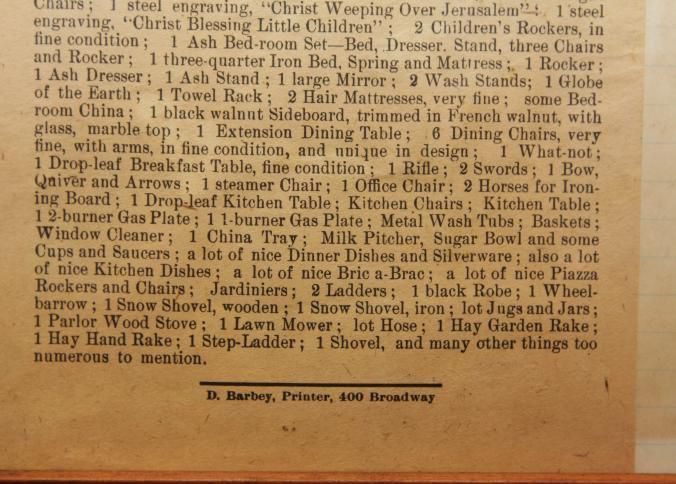 Chairs; 1 steel engraving, "Christ Weeping Over Jerusalem"; 1 steel
engraving, "Christ Blessing Little Children"; 2 Children's Rockers, in
fine condition; 1 Ash Bed-room Set—Bed, Dresser. Stand, three Chairs
and Rocker; 1 three-quarter Iron Bed, Spring and Mattress; 1 Rocker;
1 Ash Dresser; 1 Ash Stand; 1 large Mirror; 2 Wash Stands; 1 Globe
of the Earth; 1 Towel Rack; 2 Hair Mattresses, very fine; some Bed-
room China; 1 black walnut Sideboard, trimmed in French walnut, with
glass, marble top; 1 Extension Dining Table; 6 Dining Chairs, very
fine, with arms, in fine condition, and unique in design; 1 What-not;
1 Drop-leaf Breakfast Table, fine condition; 1 Rifle; 2 Swords; 1 Bow,
Quiver and Arrows; 1 steamer Chair; 1 Office Chair; 2 Horses for Iron-
ing Board; 1 Drop-leaf Kitchen Table; Kitchen Chairs; Kitchen Table;
1 2-burner Gas Plate; 1 1-burner Gas Plate; Metal Wash Tubs; Baskets;
Window Cleaner; 1 China Tray; Milk Pitcher, Sugar Bowl and some
Cups and Saucers; a lot of nice Dinner Dishes and Silverware; also a lot
of nice Kitchen Dishes; a lot of nice Bric a-Brac; a lot of nice Piazza
Rockers and Chairs; Jardiniers; 2 Ladders; 1 black Robe; 1 Wheel-
barrow; 1 Snow Shovel, wooden; 1 Snow Shovel, iron; lot Jugs and Jars;
1 Parlor Wood Stove; 1 Lawn Mower; lot Hose; 1 Hay Garden Rake;
1 Hay Hand Rake; 1 Step-Ladder; 1 Shovel, and many other things too
numerous to mention.
D. Barbey, Printer, 400 Broadway